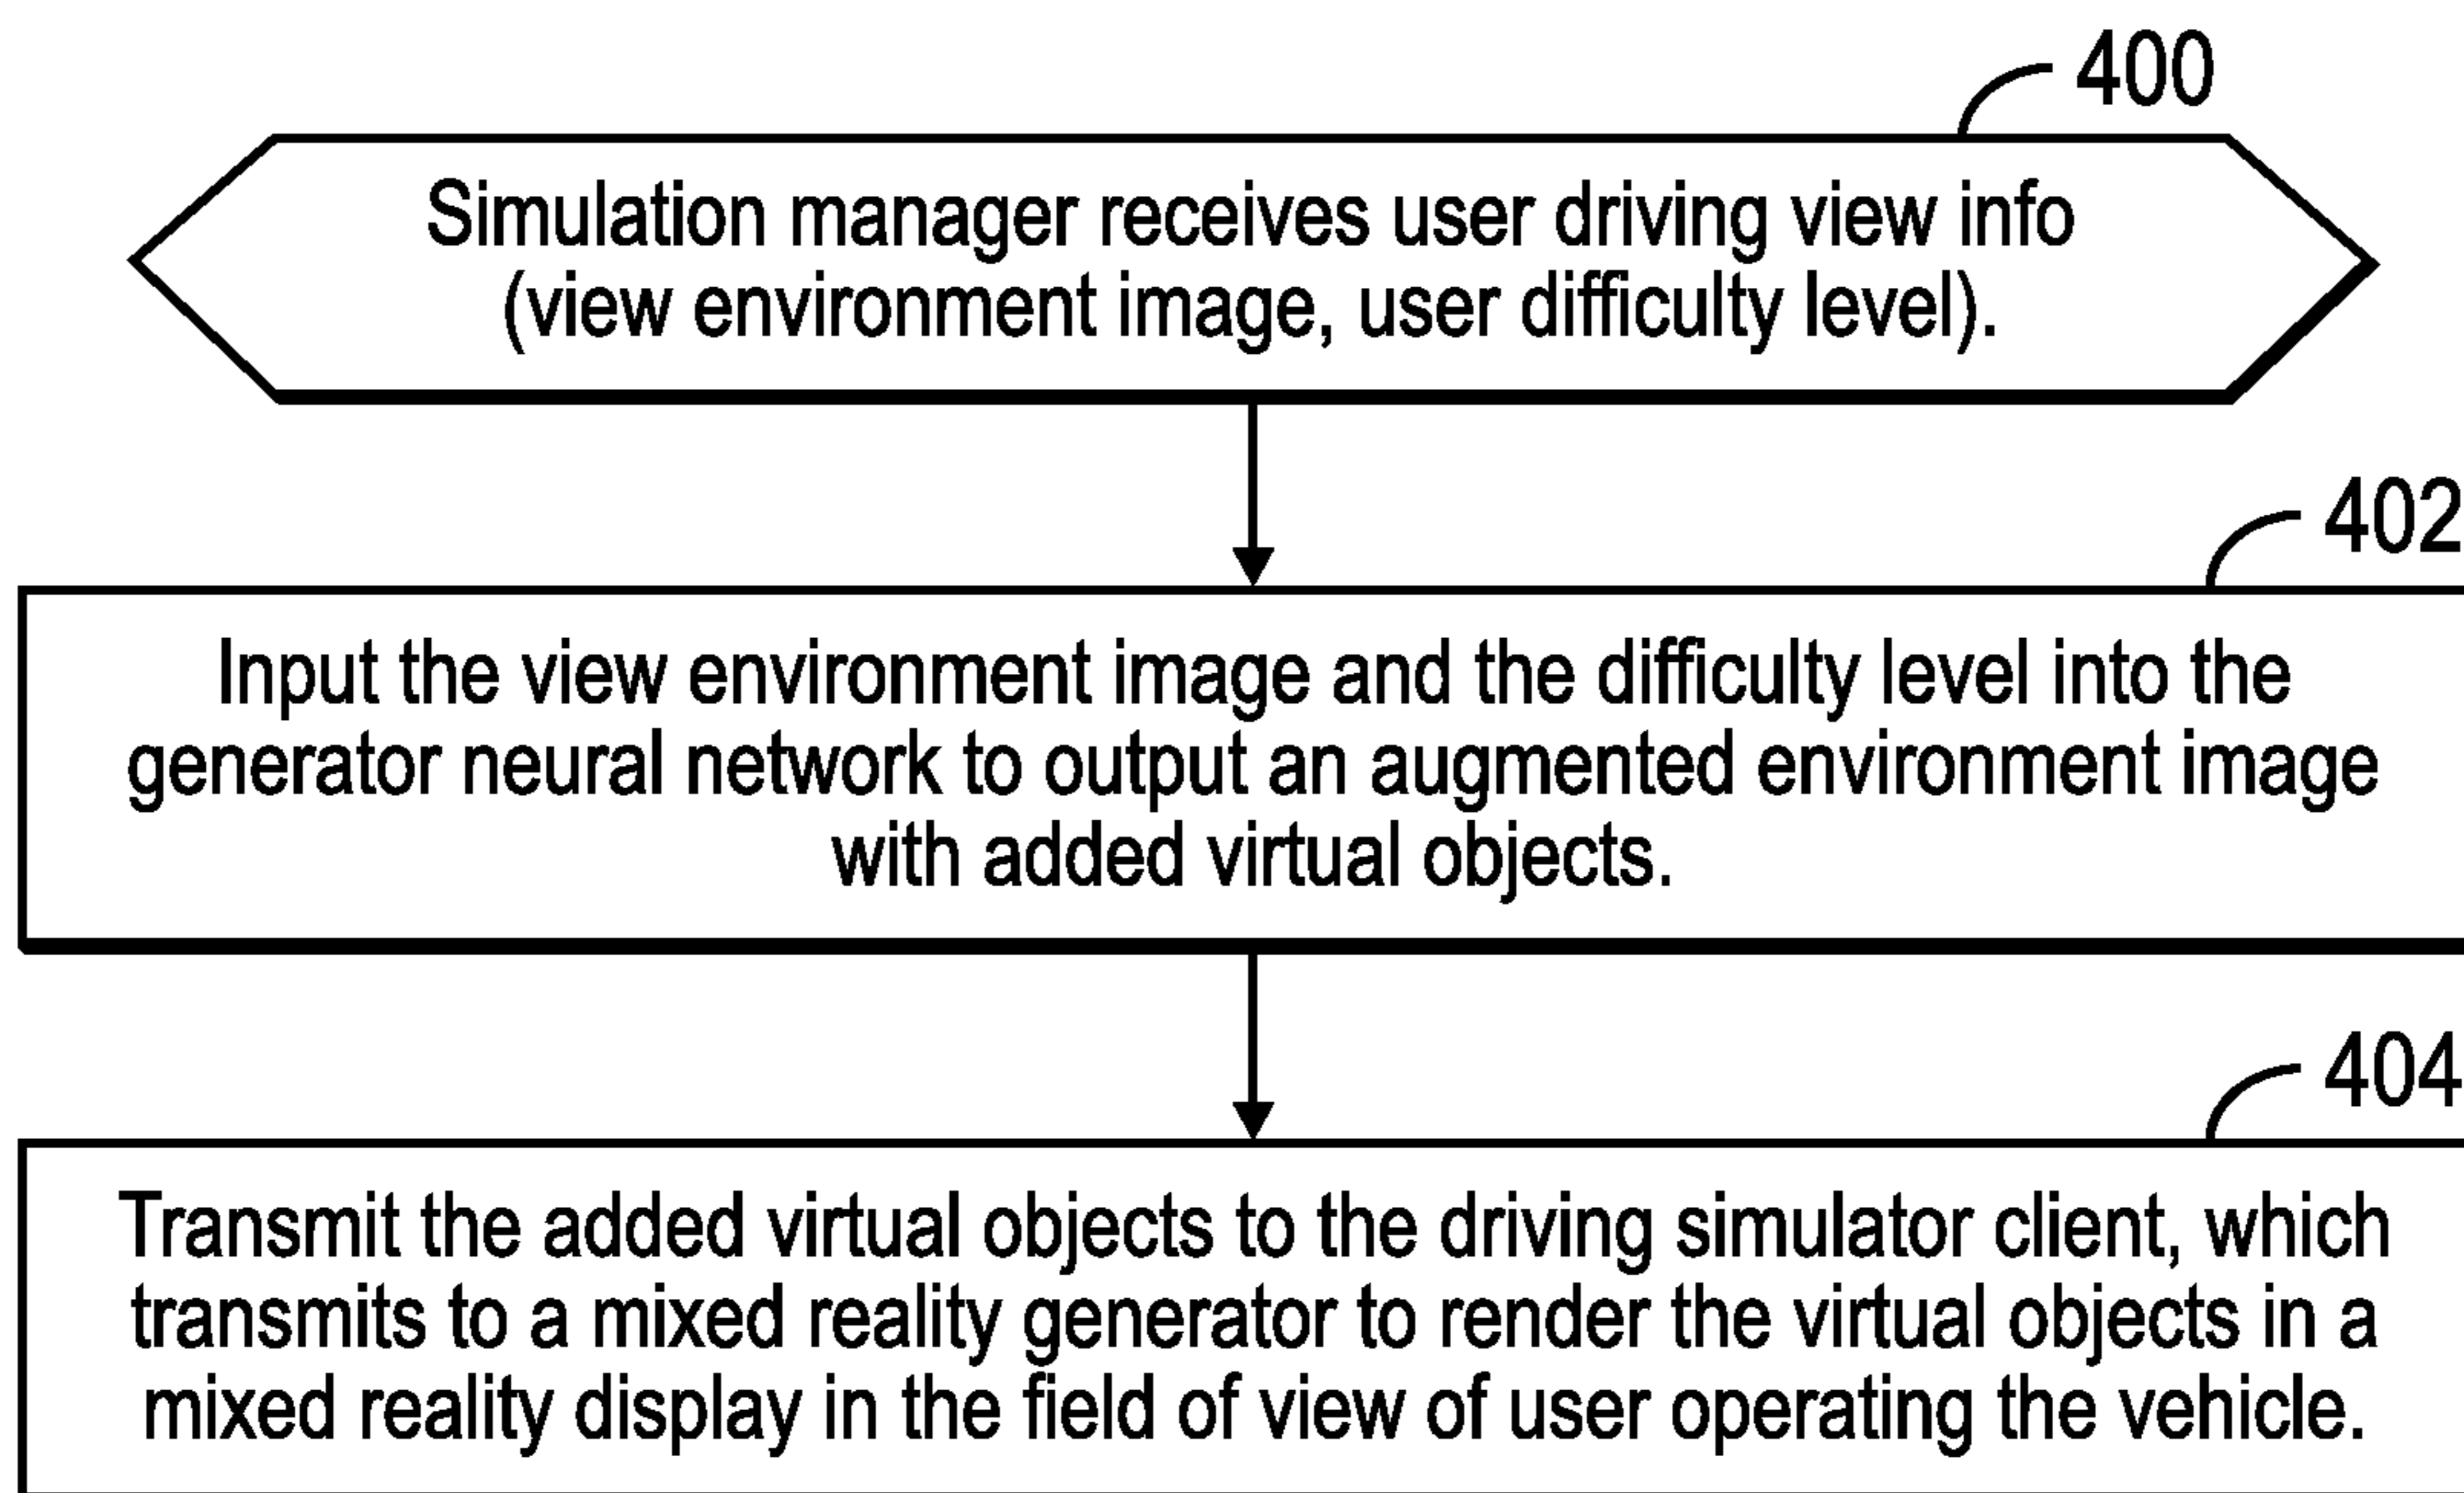 400
Simulation manager receives user driving view info
(view environment image, user difficulty level).
402
Input the view environment image and the difficulty level into the
generator neural network to output an augmented environment image
with added virtual objects.
404
Transmit the added virtual objects to the driving simulator client, which
transmits to a mixed reality generator to render the virtual objects in a
mixed reality display in the field of view of user operating the vehicle.